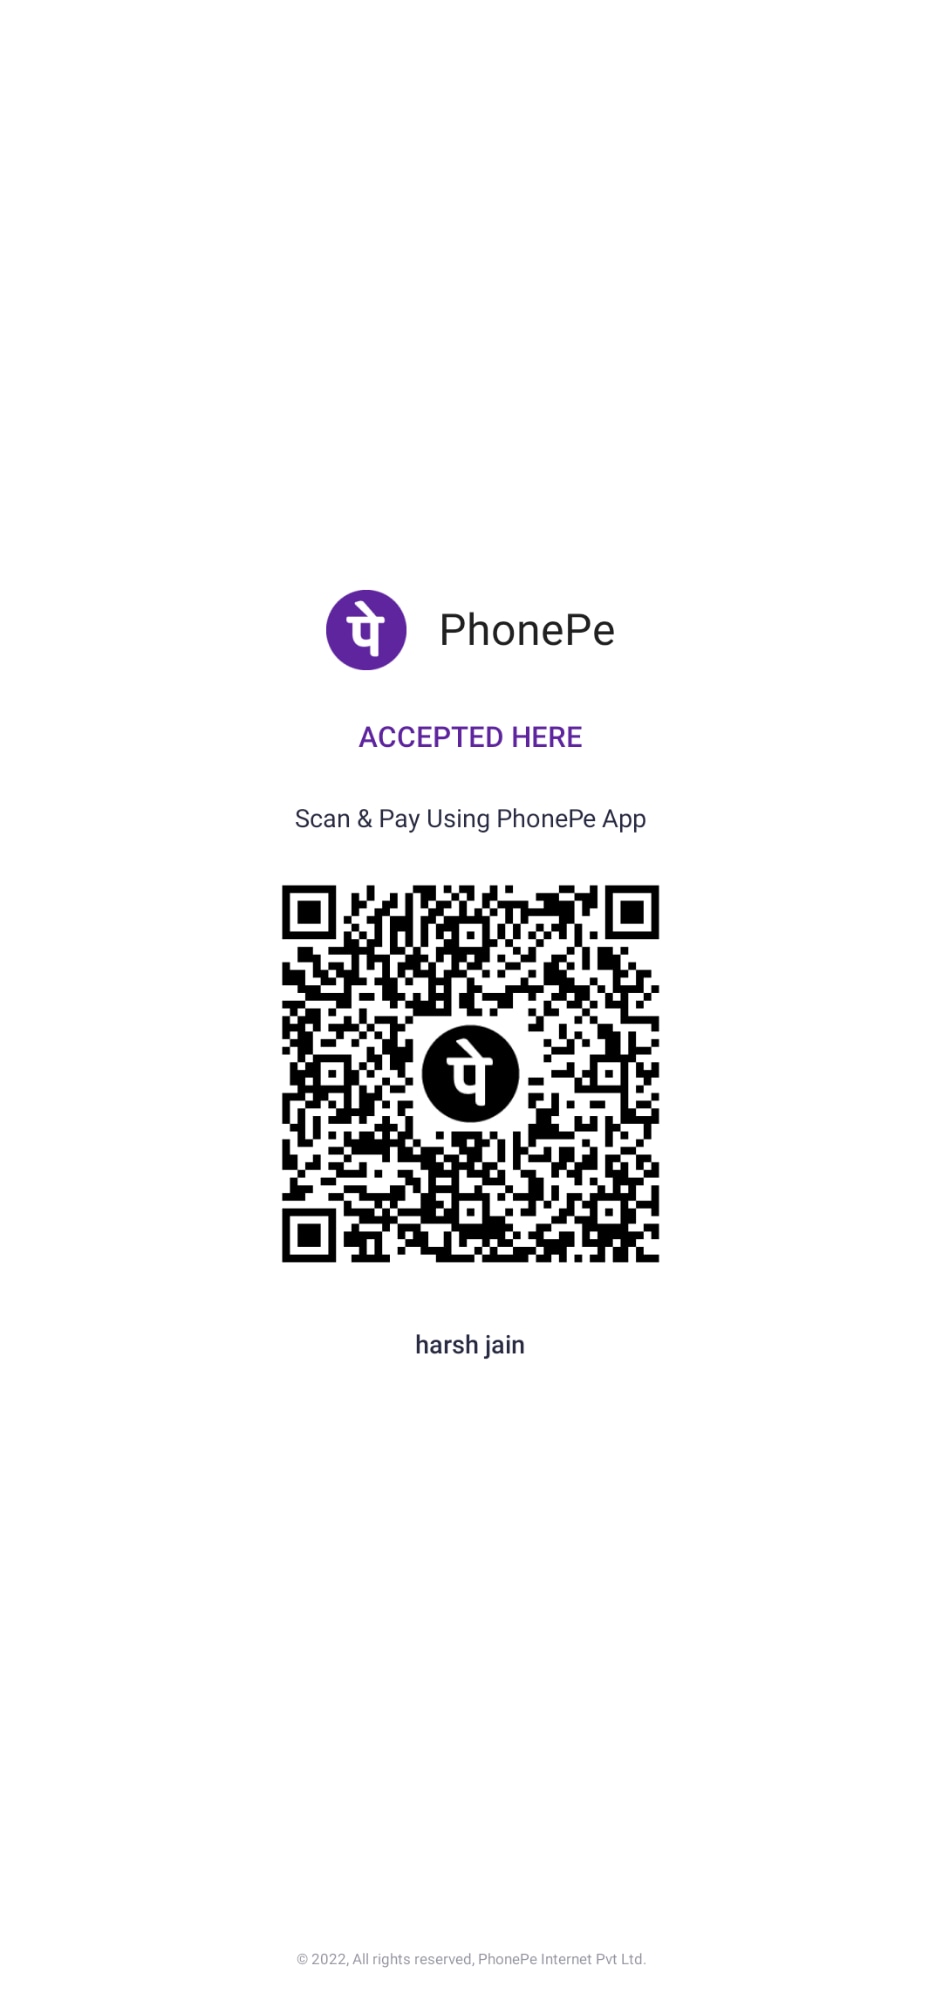 पे PhonePe
ACCEPTED HERE
Scan & Pay Using PhonePe App
पे
harsh jain
© 2022, All rights reserved, PhonePe Internet Pvt Ltd.